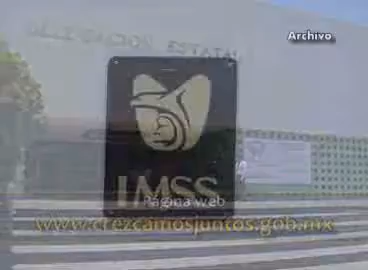 Archivo
DELEGACION ESTATAL
IMSS
Página web
www.crezcamosjuntos.gob.mx